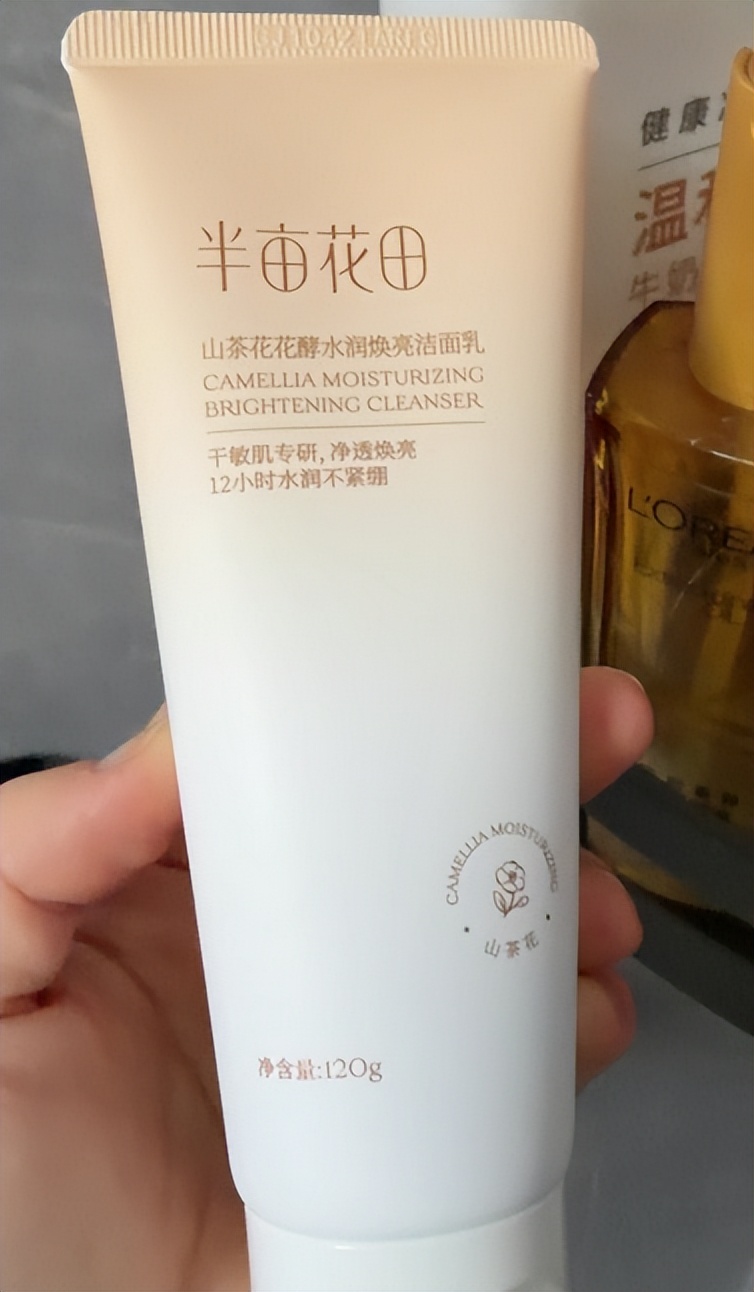 半亩花田
山茶花花酵水润焕亮洁面乳
CAMELLIA MOISTURIZING
BRIGHTENING CLEANSER
干敏肌专研,净透焕亮
12小时水润不紧绷
CAMELLIA MOISTURIZING
山茶花
净含量:120g
健康
温
牛奶
L'ORÉA